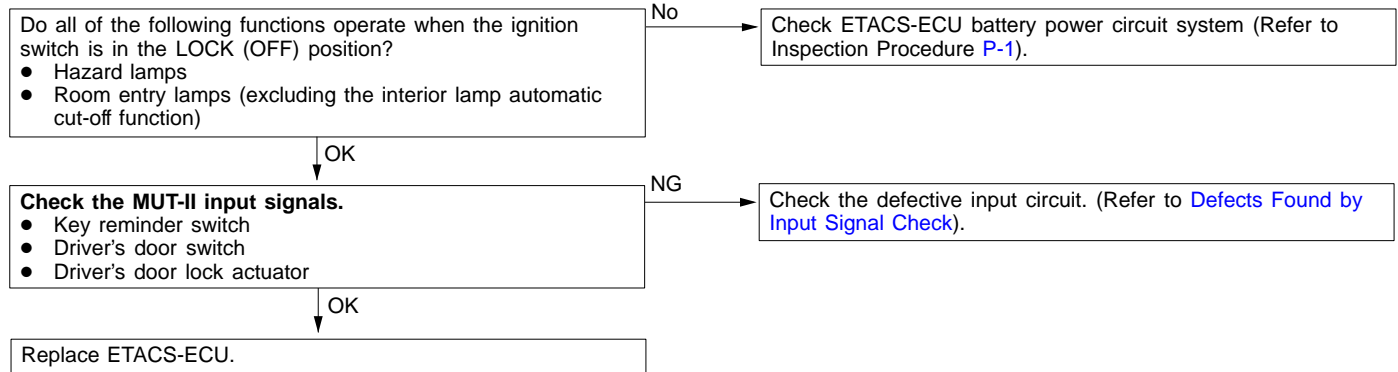 Do all of the following functions operate when the ignition
switch is in the LOCK (OFF) position?
● Hazard lamps
● Room entry lamps (excluding the interior lamp automatic
cut-off function)
No
Check ETACS-ECU battery power circuit system (Refer to
Inspection Procedure P-1).
OK
Check the MUT-II input signals.
● Key reminder switch
● Driver's door switch
● Driver's door lock actuator
NG
Check the defective input circuit. (Refer to Defects Found by
Input Signal Check).
OK
Replace ETACS-ECU.